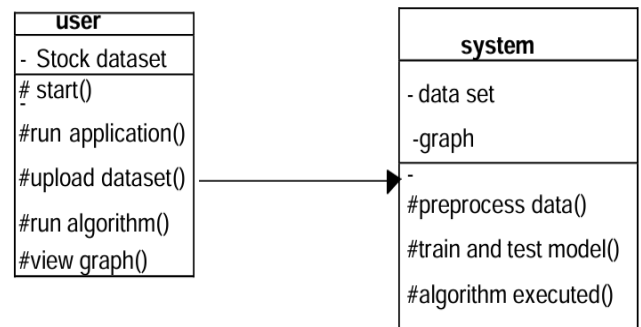 user
- Stock dataset
# start()
-
#run application()
#upload dataset()
#run algorithm()
#view graph()
system
- data set
-graph
-
#preprocess data()
#train and test model()
#algorithm executed()